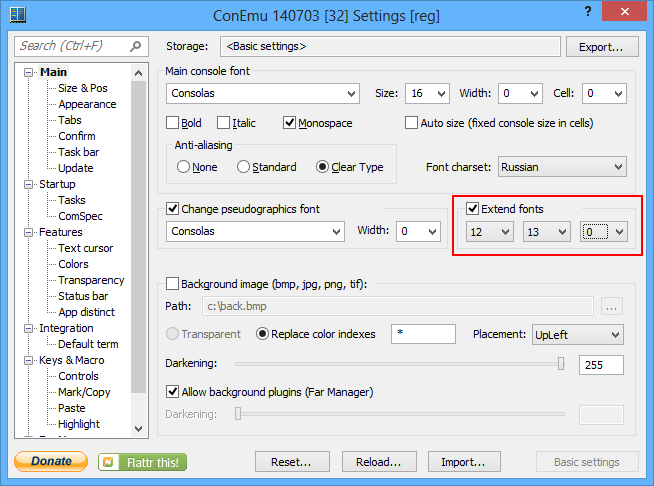 ConEmu 140703 [32] Settings [reg]
Search (Ctrl+F)
Storage: <Basic settings> Export...
Main
Size & Pos
Appearance
Tabs
Confirm
Task bar
Update
Startup
Tasks
ComSpec
Features
Text cursor
Colors
Transparency
Status bar
App distinct
Integration
Default term
Keys & Macro
Controls
Mark/Copy
Paste
Highlight
Main console font
Consolas Size: 16 Width: 0 Cell: 0
Bold Italic Monospace Auto size (fixed console size in cells)
Anti-aliasing
None Standard Clear Type Font charset: Russian
Change pseudographics font Extend fonts
Consolas Width: 0 12 13 0
Background image (bmp, jpg, png, tif):
Path: c:\back.bmp ...
Transparent Replace color indexes * Placement: UpLeft
Darkening: 255
Allow background plugins (Far Manager)
Darkening:
Donate Flattr this! Reset... Reload... Import... Basic settings